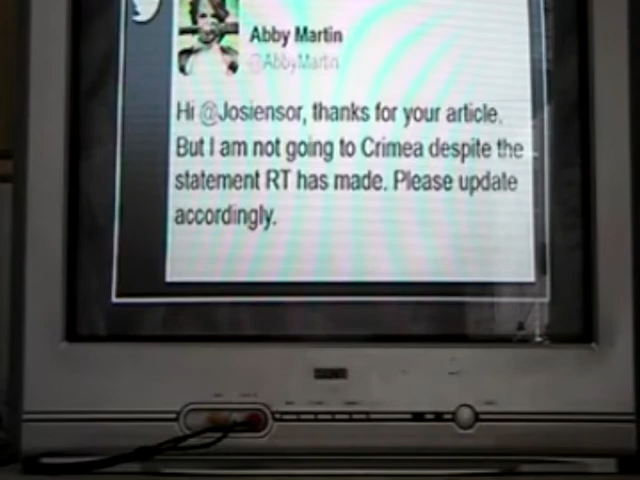 Abby Martin
@AbbyMartin
Hi @Josiensor, thanks for your article.
But I am not going to Crimea despite the
statement RT has made. Please update
accordingly.